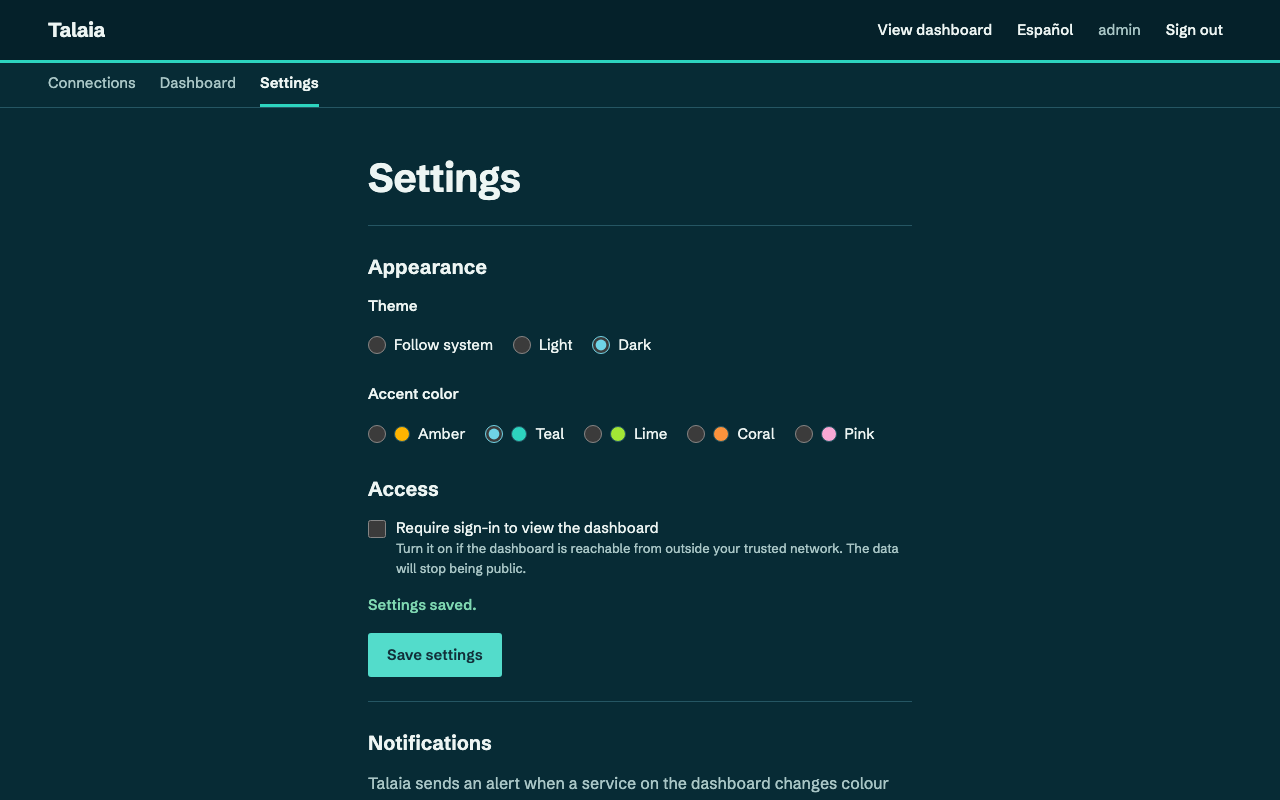 Talaia
View dashboard
Español
admin
Sign out
Connections
Dashboard
Settings
Settings
Appearance
Theme
Follow system
Light
Dark
Accent color
Amber
Teal
Lime
Coral
Pink
Access
Require sign-in to view the dashboard
Turn it on if the dashboard is reachable from outside your trusted network. The data
will stop being public.
Settings saved.
Save settings
Notifications
Talaia sends an alert when a service on the dashboard changes colour